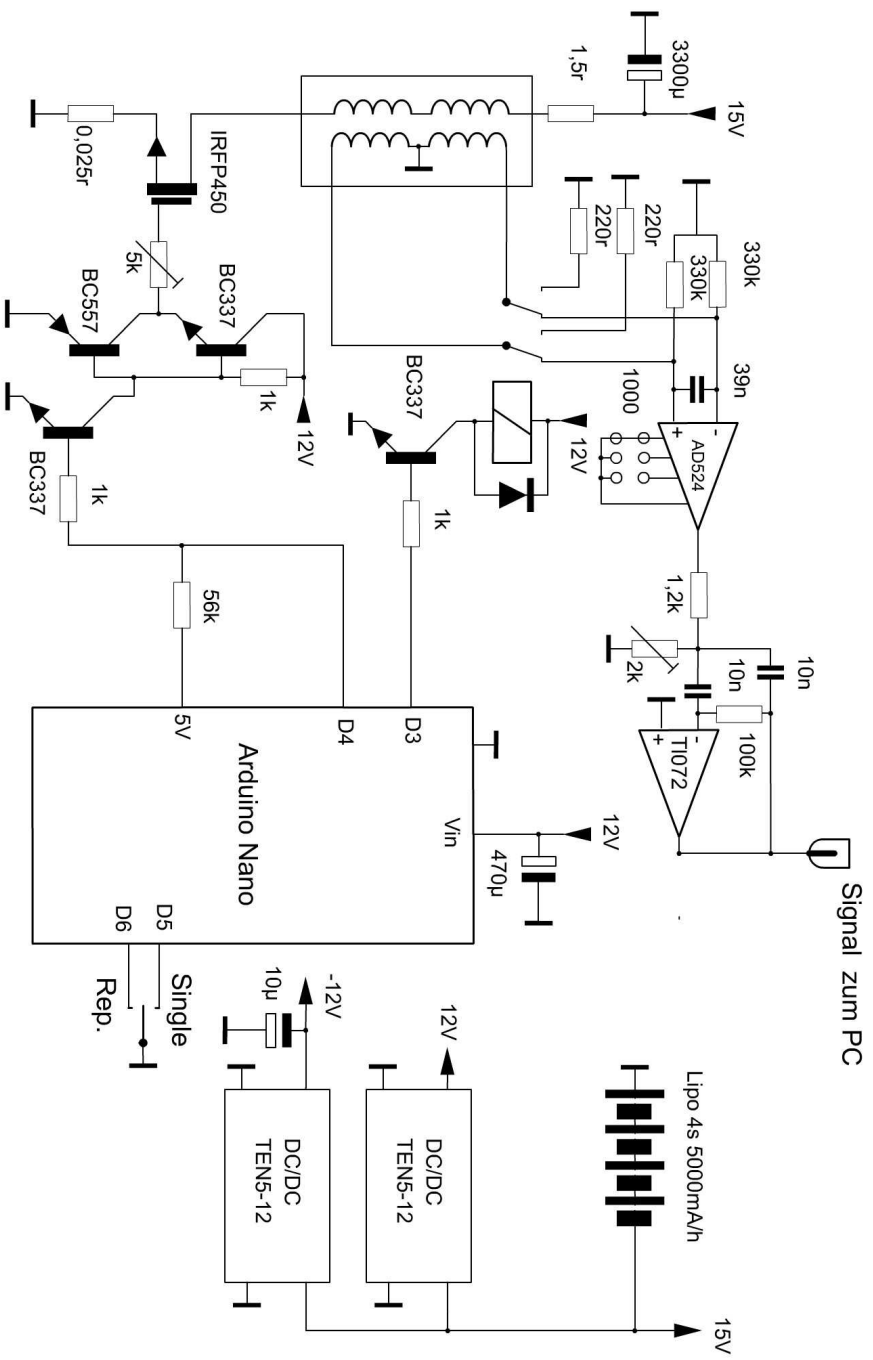 Signal zum PC
10n
330k
39n
-
10n
100k
-
15V
15V
220r
330k
AD524
1,2k
TI072
Lipo 4s 5000mA/h
3300µ
220r
+
2k
+
1000
12V
12V
1,5r
470µ
12V
BC337
1k
Vin
DC/DC
TEN5-12
D3
D4
12V
-12V
IRFP450
BC337
1k
Arduino Nano
10µ
DC/DC
TEN5-12
5k
56k
5V
0,025r
BC557
1k
D5
Single
BC337
D6
Rep.